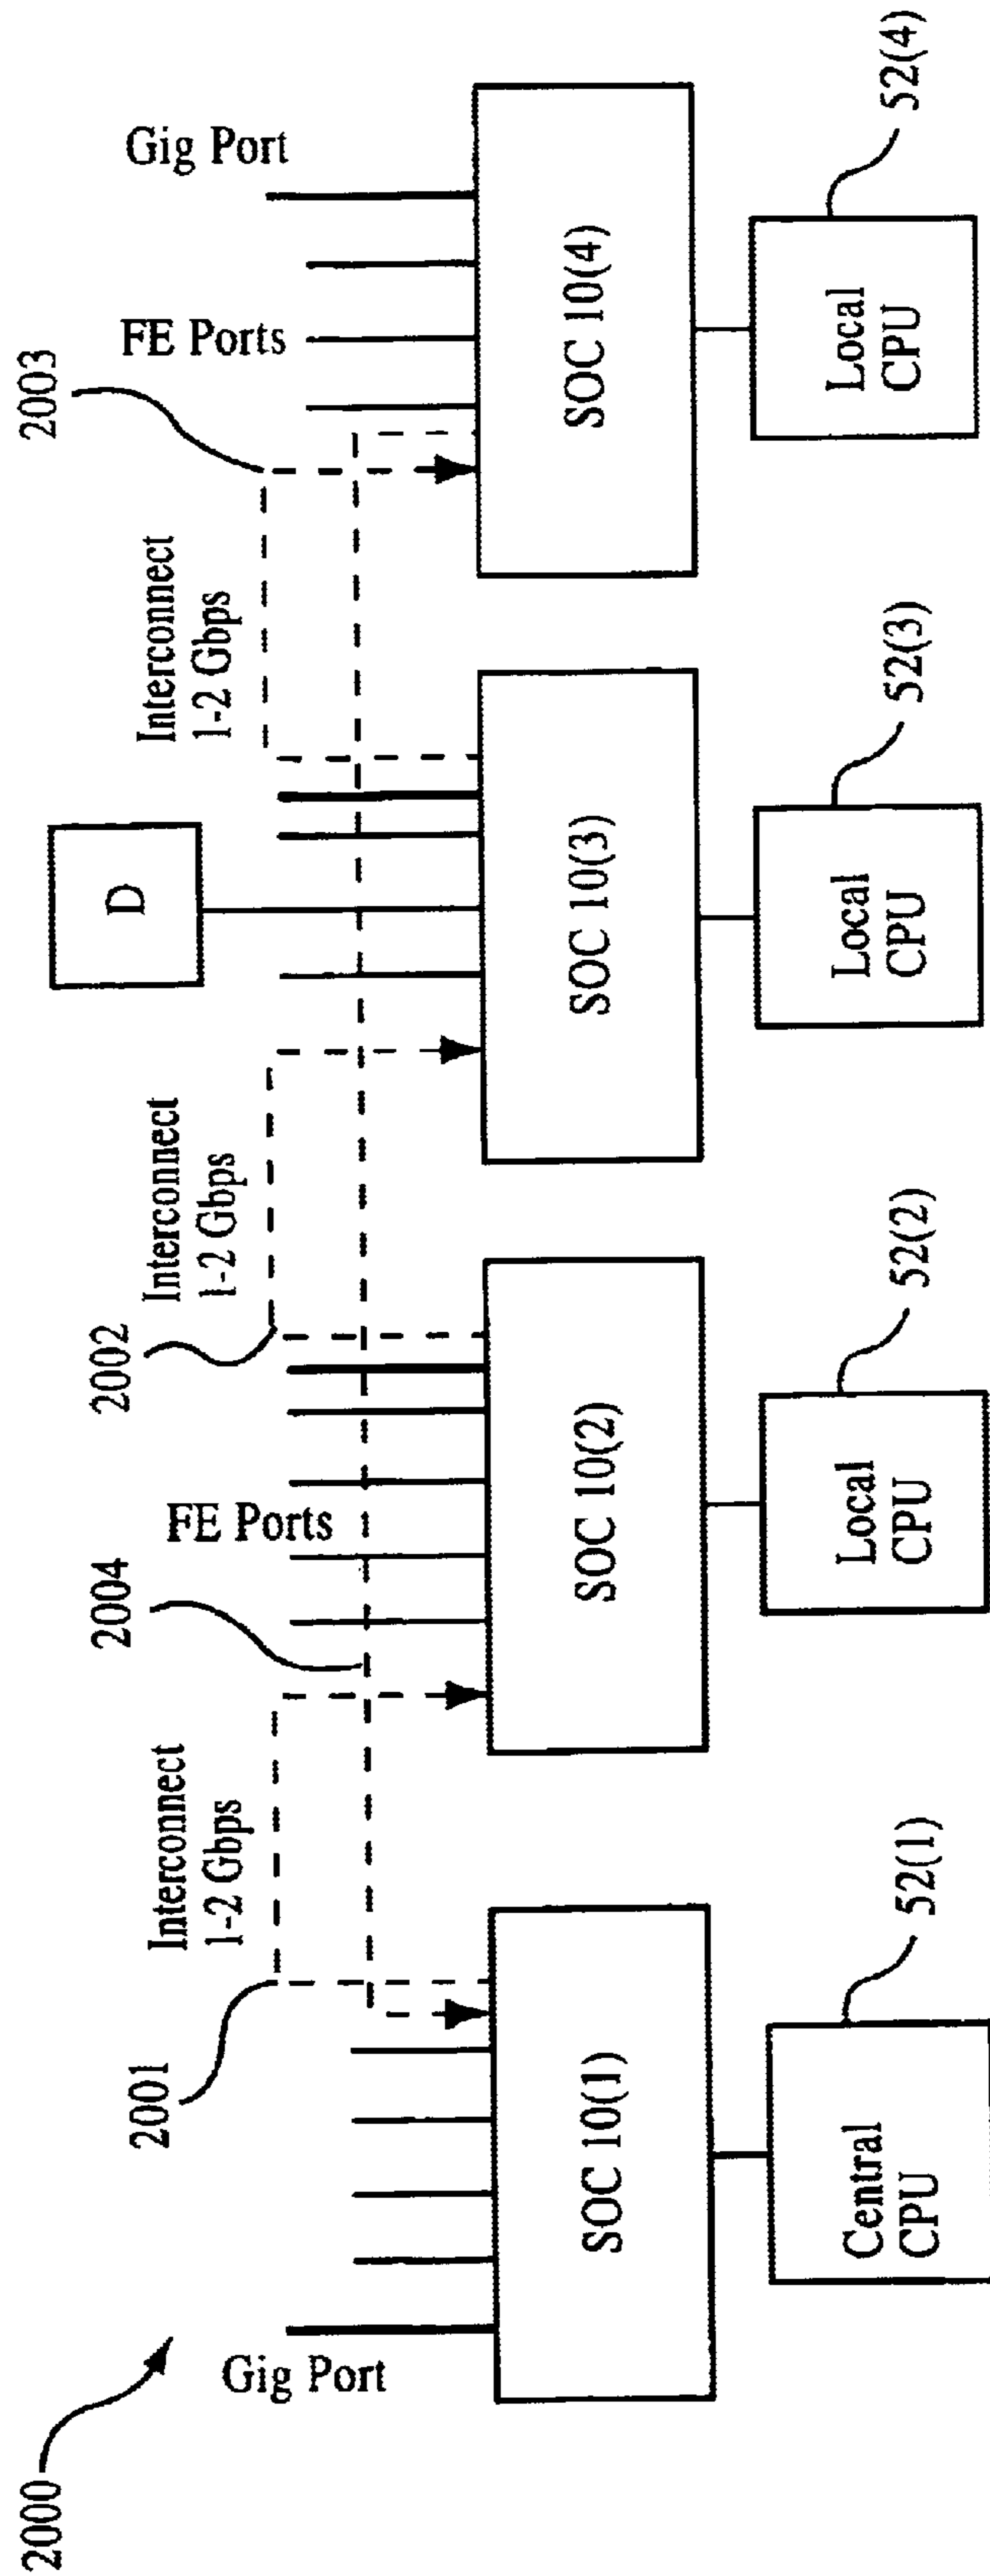 2000
Gig Port
2001
Interconnect
1-2 Gbps
2004
FE Ports
2002
Interconnect
1-2 Gbps
D
Interconnect
1-2 Gbps
2003
FE Ports
Gig Port
SOC 10(1)
SOC 10(2)
SOC 10(3)
SOC 10(4)
Central
CPU
52(1)
Local
CPU
52(2)
Local
CPU
52(3)
Local
CPU
52(4)